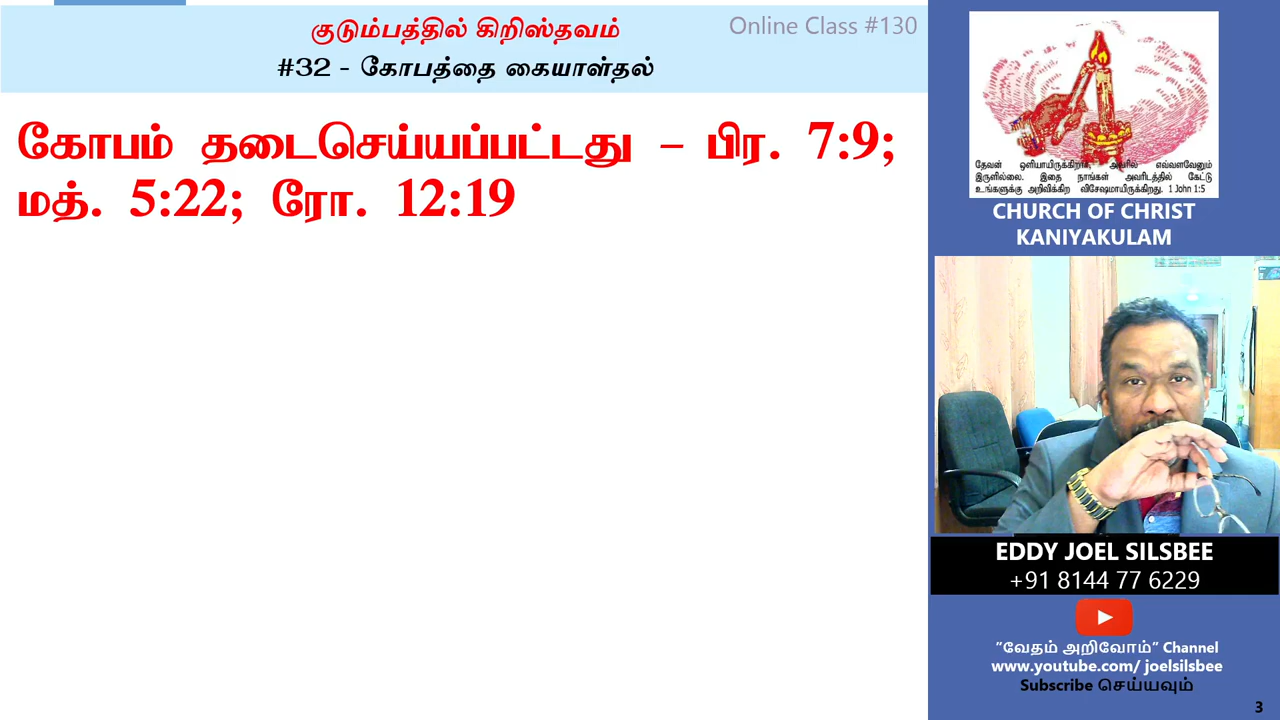 குடும்பத்தில் கிறிஸ்தவம்
Online Class #130
#32 - கோபத்தை கையாள்தல்
கோபம் தடைசெய்யப்பட்டது – பிர. 7:9;
மத். 5:22; ரோ. 12:19
தேவன் ஒளியாயிருக்கிறார், அவரில் எவ்வளவேனும்
இருளில்லை. இதை நாங்கள் அவரிடத்தில் கேட்டு
உங்களுக்கு அறிவிக்கிற விசேஷமாயிருக்கிறது. 1 John 1:5
CHURCH OF CHRIST
KANIYAKULAM
EDDY JOEL SILSBEE
+91 8144 77 6229
"வேதம் அறிவோம்" Channel
www.youtube.com/ joelsilsbee
Subscribe செய்யவும்
3